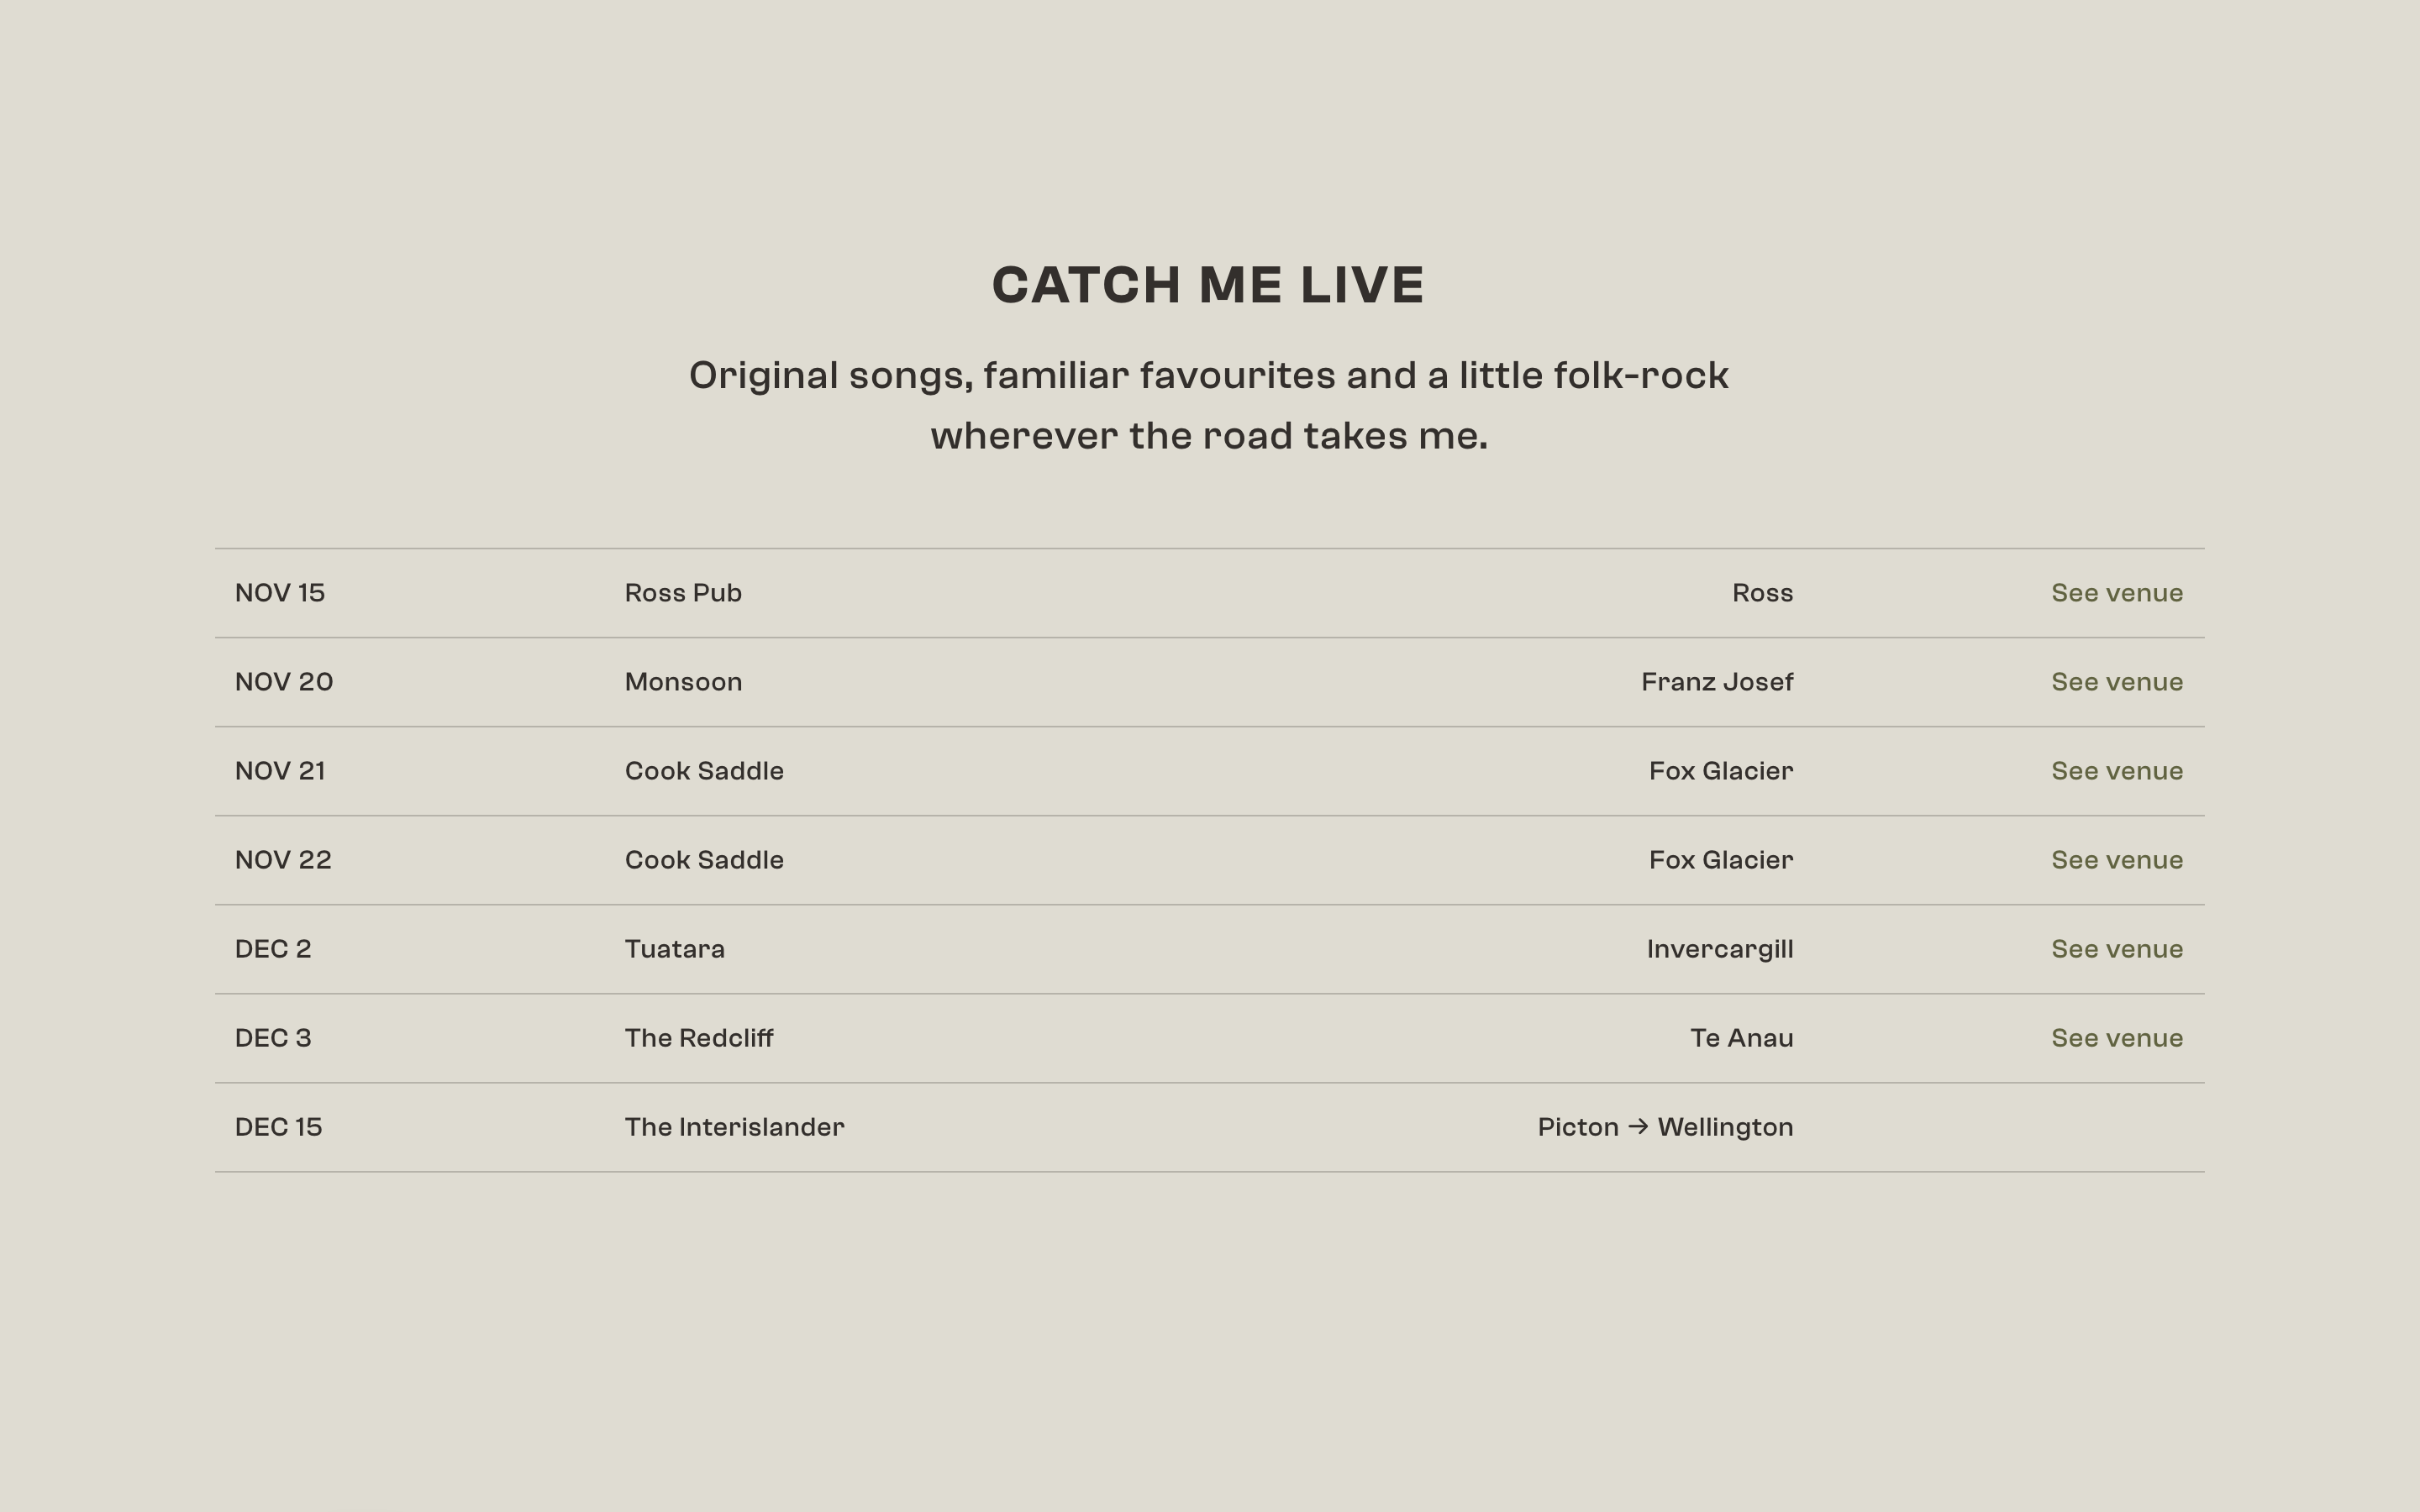 CATCH ME LIVE
Original songs, familiar favourites and a little folk-rock
wherever the road takes me.
NOV 15 Ross Pub Ross See venue
NOV 20 Monsoon Franz Josef See venue
NOV 21 Cook Saddle Fox Glacier See venue
NOV 22 Cook Saddle Fox Glacier See venue
DEC 2 Tuatara Invercargill See venue
DEC 3 The Redcliff Te Anau See venue
DEC 15 The Interislander Picton → Wellington